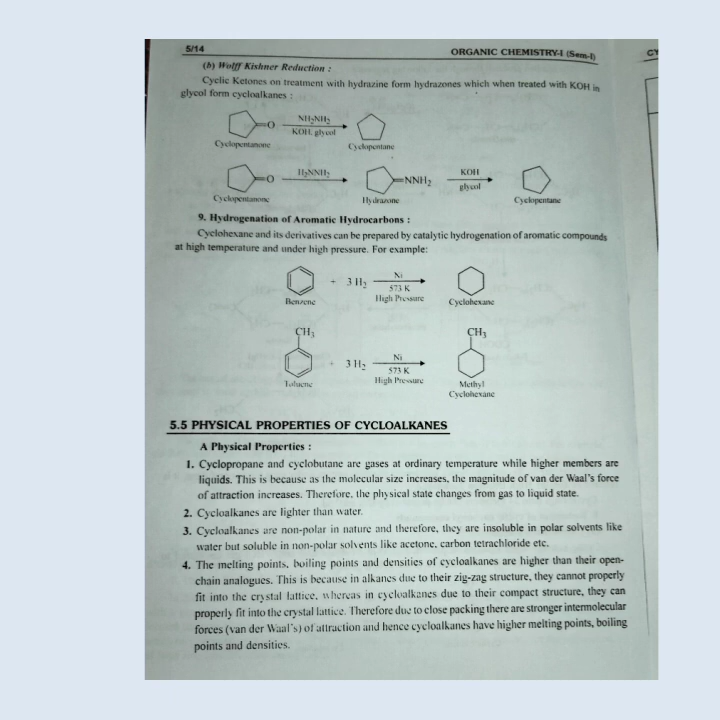 5/14 ORGANIC CHEMISTRY-I (Sem-I)
CY
(b) Wolff Kishner Reduction :
Cyclic Ketones on treatment with hydrazine form hydrazones which when treated with KOH in
glycol form cycloalkanes :
O NH₂NH₂
KOH, glycol
Cyclopentanone Cyclopentane
O H₂NNH₂ =NNH₂ KOH
glycol
Cyclopentanone Hydrazone Cyclopentane
9. Hydrogenation of Aromatic Hydrocarbons :
Cyclohexane and its derivatives can be prepared by catalytic hydrogenation of aromatic compounds
at high temperature and under high pressure. For example:
+ 3 H₂ Ni
573 K
High Pressure
Benzene Cyclohexane
CH₃ CH₃
+ 3 H₂ Ni
573 K
High Pressure
Toluene Methyl
Cyclohexane
5.5 PHYSICAL PROPERTIES OF CYCLOALKANES
A Physical Properties :
1. Cyclopropane and cyclobutane are gases at ordinary temperature while higher members are
liquids. This is because as the molecular size increases, the magnitude of van der Waal's force
of attraction increases. Therefore, the physical state changes from gas to liquid state.
2. Cycloalkanes are lighter than water.
3. Cycloalkanes are non-polar in nature and therefore, they are insoluble in polar solvents like
water but soluble in non-polar solvents like acetone, carbon tetrachloride etc.
4. The melting points, boiling points and densities of cycloalkanes are higher than their open-
chain analogues. This is because in alkanes due to their zig-zag structure, they cannot properly
fit into the crystal lattice, whereas in cycloalkanes due to their compact structure, they can
properly fit into the crystal lattice. Therefore due to close packing there are stronger intermolecular
forces (van der Waal's) of attraction and hence cycloalkanes have higher melting points, boiling
points and densities.